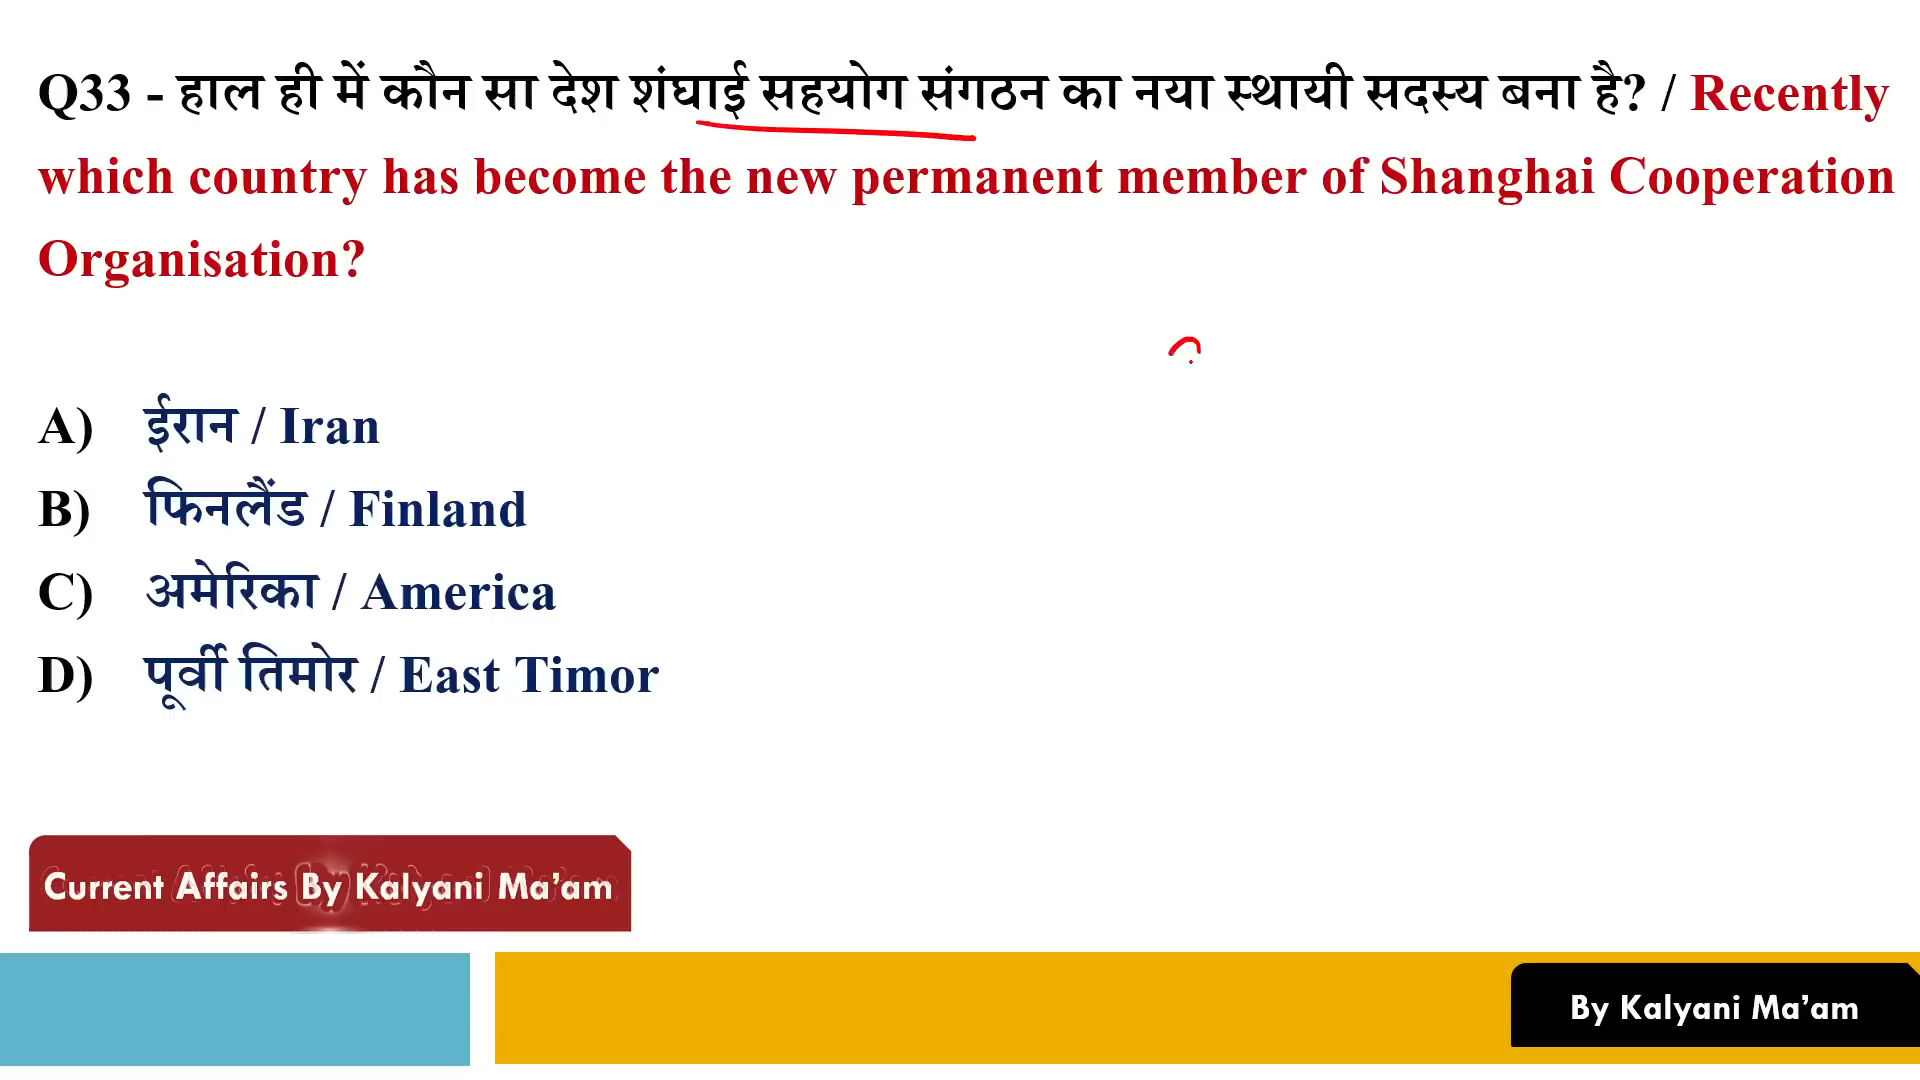 Q33 - हाल ही में कौन सा देश शंघाई सहयोग संगठन का नया स्थायी सदस्य बना है? / Recently
which country has become the new permanent member of Shanghai Cooperation
Organisation?
A) ईरान / Iran
B) फिनलैंड / Finland
C) अमेरिका / America
D) पूर्वी तिमोर / East Timor
Current Affairs By Kalyani Ma'am
By Kalyani Ma'am